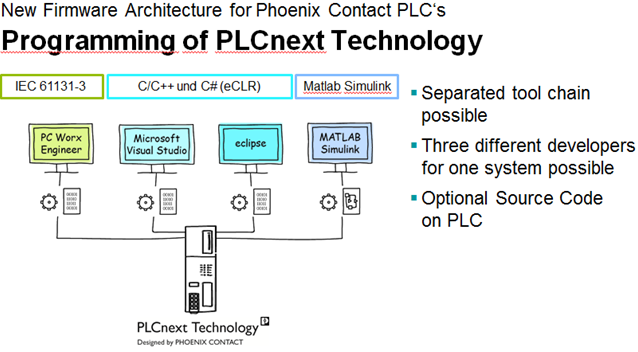 New Firmware Architecture for Phoenix Contact PLC's
Programming of PLCnext Technology
IEC 61131-3
C/C++ und C# (eCLR)
Matlab Simulink
PC Worx
Engineer
Microsoft
Visual Studio
eclipse
MATLAB
Simulink
PLCnext Technology
Designed by PHOENIX CONTACT
▪ Separated tool chain
possible
▪ Three different developers
for one system possible
▪ Optional Source Code
on PLC